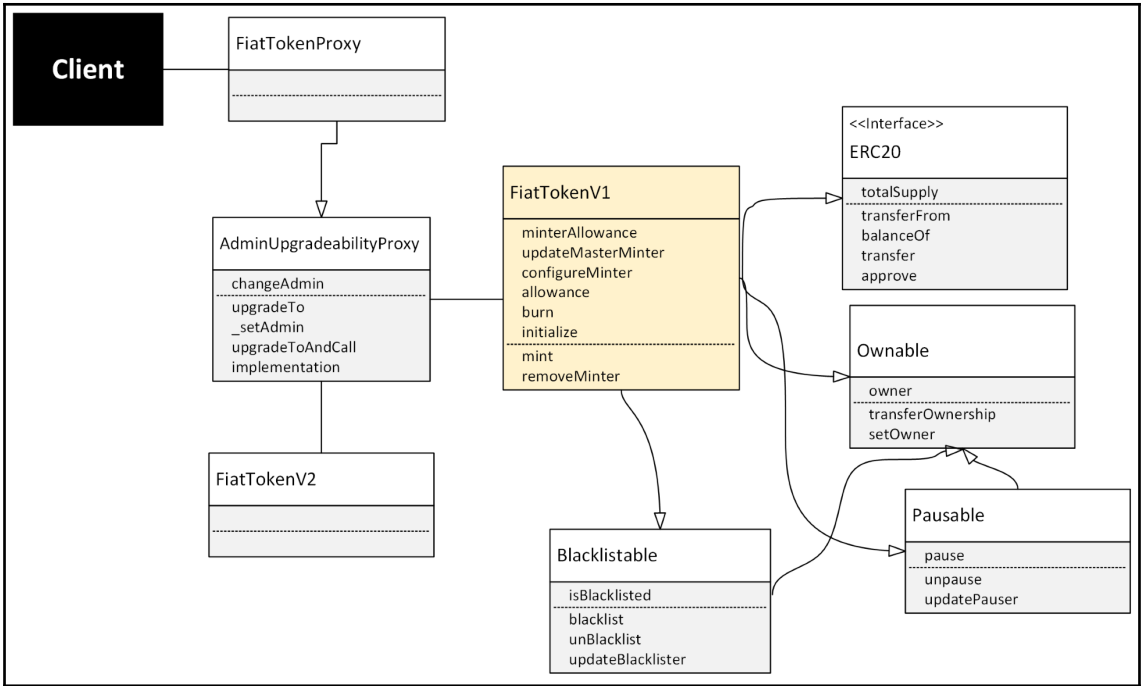 Client
FiatTokenProxy
AdminUpgradeabilityProxy
changeAdmin
upgradeTo
_setAdmin
upgradeToAndCall
implementation
FiatTokenV2
FiatTokenV1
minterAllowance
updateMasterMinter
configureMinter
allowance
burn
initialize
mint
removeMinter
<<Interface>>
ERC20
totalSupply
transferFrom
balanceOf
transfer
approve
Ownable
owner
transferOwnership
setOwner
Pausable
pause
unpause
updatePauser
Blacklistable
isBlacklisted
blacklist
unBlacklist
updateBlacklister